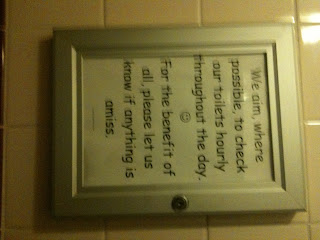 We aim, where
possible, to check
our toilets hourly
throughout the day.
☺
For the benefit of
all, please let us
know if anything is
amiss.